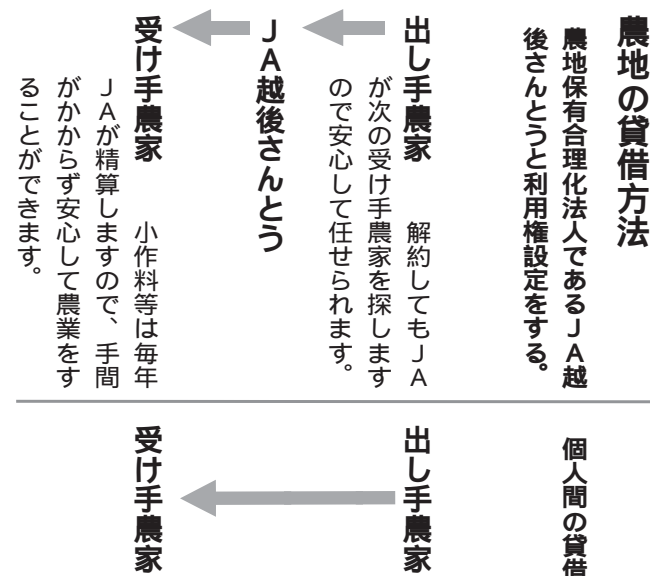 農地の貸借方法
農地保有合理化法人であるＪＡ越
後さんとうと利用権設定をする。
出し手農家　解約してもＪＡ
が次の受け手農家を探します
ので安心して任せられます。
ＪＡ越後さんとう
受け手農家　小作料等は毎年
ＪＡが精算しますので、手間
がかからず安心して農業をす
ることができます。
個人間の貸借
出し手農家
受け手農家